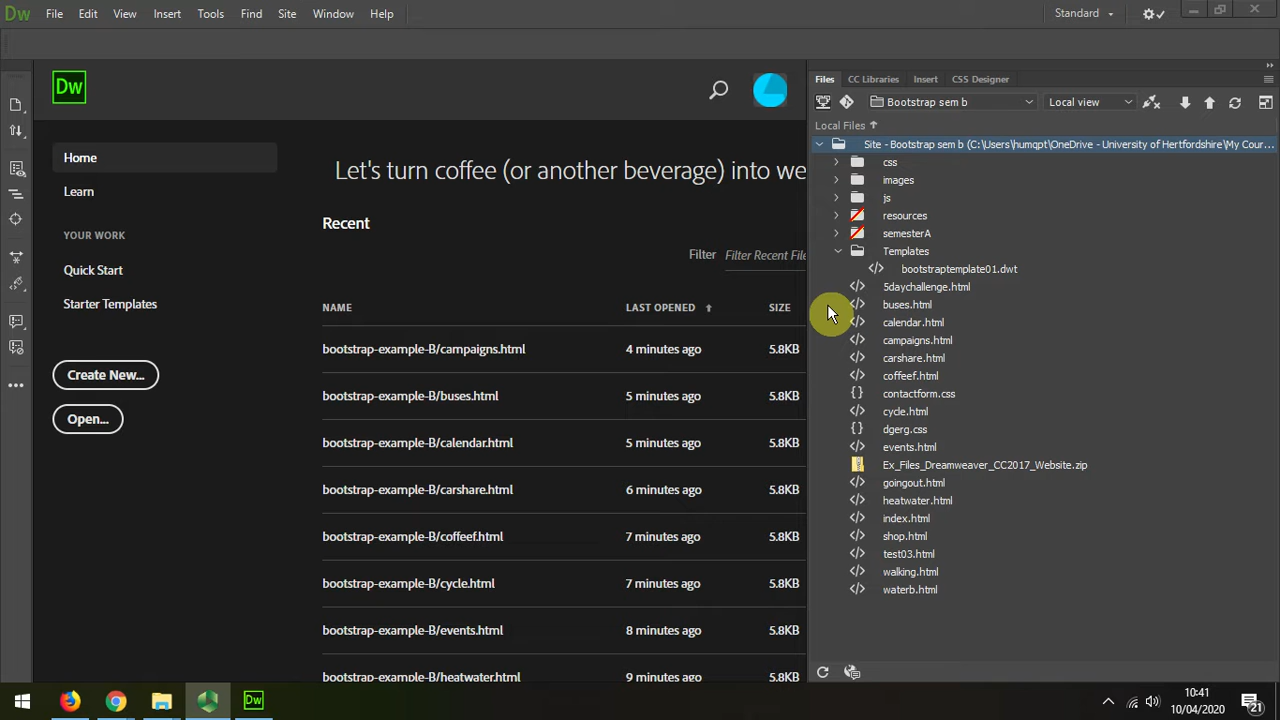 Dw File Edit View Insert Commands Tools Find Site Window Help Standard
Dw
Home
Learn
YOUR WORK
Quick Start
Starter Templates
Create New...
Open...
Let's turn coffee (or another beverage) into we
Recent
Filter Filter Recent File
NAME LAST OPENED SIZE
bootstrap-example-B/campaigns.html 4 minutes ago 5.8KB
bootstrap-example-B/buses.html 5 minutes ago 5.8KB
bootstrap-example-B/calendar.html 5 minutes ago 5.8KB
bootstrap-example-B/carshare.html 6 minutes ago 5.8KB
bootstrap-example-B/coffeef.html 7 minutes ago 5.8KB
bootstrap-example-B/cycle.html 7 minutes ago 5.8KB
bootstrap-example-B/events.html 8 minutes ago 5.8KB
bootstrap-example-B/heatwater.html 9 minutes ago 5.8KB
Files CC Libraries Insert CSS Designer
Bootstrap sem b Local view
Local Files
Site - Bootstrap sem b (C:\Users\humqpt\OneDrive - University of Hertfordshire\My Cour...
css
images
js
resources
semesterA
Templates
bootstraptemplate01.dwt
5daychallenge.html
buses.html
calendar.html
campaigns.html
carshare.html
coffeef.html
contactform.css
cycle.html
dgerg.css
events.html
Ex_Files_Dreamweaver_CC2017_Website.zip
goingout.html
heatwater.html
index.html
shop.html
test03.html
walking.html
waterb.html
Dw
10:41
10/04/2020
21